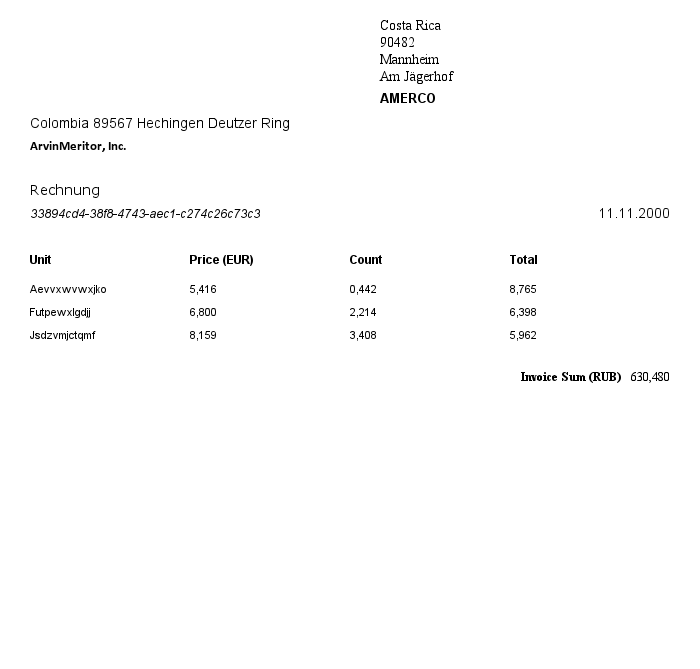 Costa Rica
90482
Mannheim
Am Jägerhof
AMERCO
Colombia 89567 Hechingen Deutzer Ring
ArvinMeritor, Inc.
Rechnung
33894cd4-38f8-4743-aec1-c274c26c73c3 11.11.2000
Unit Price (EUR) Count Total
Aevvxwvwxjko 5,416 0,442 8,765
Futpewxlgdjj 6,800 2,214 6,398
Jsdzvmjctqmf 8,159 3,408 5,962
Invoice Sum (RUB) 630,480